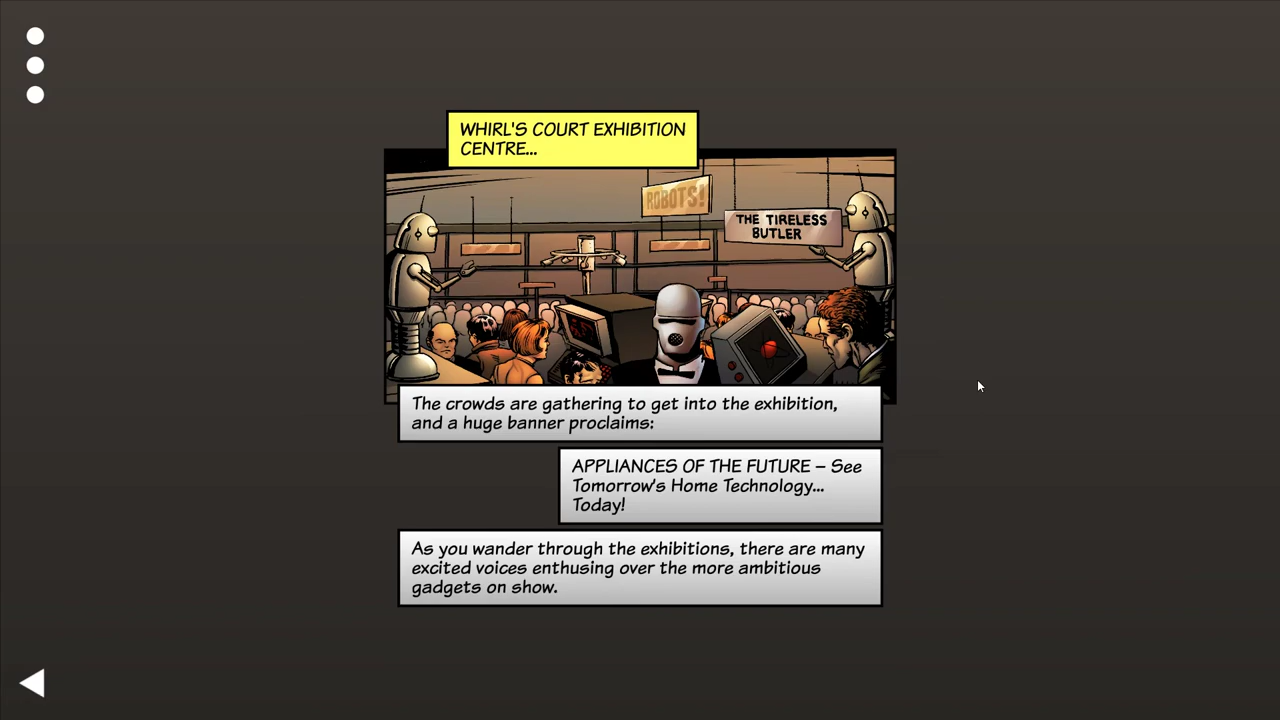 WHIRL'S COURT EXHIBITION
CENTRE...
ROBOTS!
THE TIRELESS
BUTLER
The crowds are gathering to get into the exhibition,
and a huge banner proclaims:
APPLIANCES OF THE FUTURE – See
Tomorrow's Home Technology...
Today!
As you wander through the exhibitions, there are many
excited voices enthusing over the more ambitious
gadgets on show.